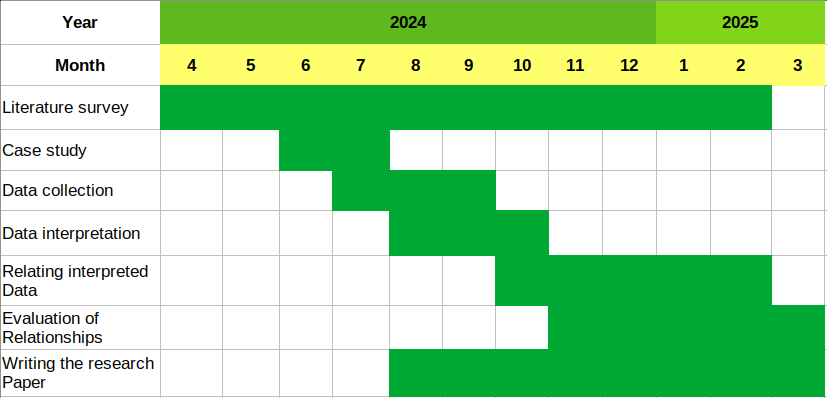 Year 2024 2025
Month 4 5 6 7 8 9 10 11 12 1 2 3
Literature survey
Case study
Data collection
Data interpretation
Relating interpreted
Data
Evaluation of
Relationships
Writing the research
Paper